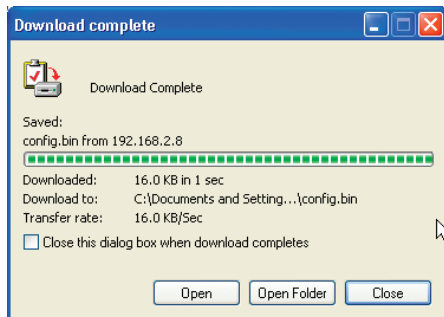 Download complete
Download Complete
Saved:
config.bin from 192.168.2.8
Downloaded: 16.0 KB in 1 sec
Download to: C:\Documents and Setting...\config.bin
Transfer rate: 16.0 KB/Sec
Close this dialog box when download completes
Open Open Folder Close